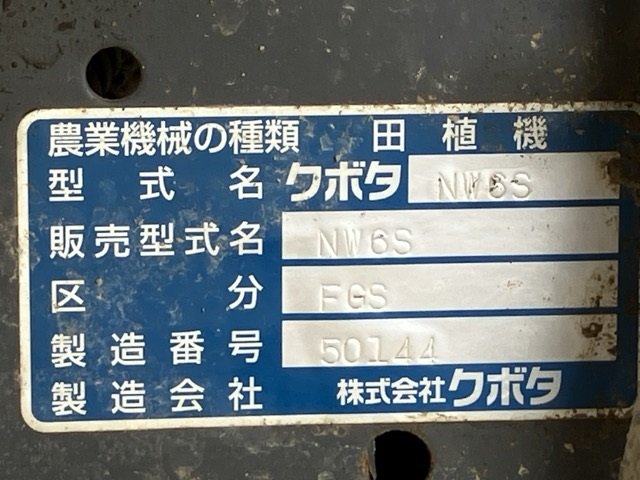 農業機械の種類 田植機
型式名 クボタ NW6S
販売型式名 NW6S
区分 FGS
製造番号 50144
製造会社 株式会社クボタ